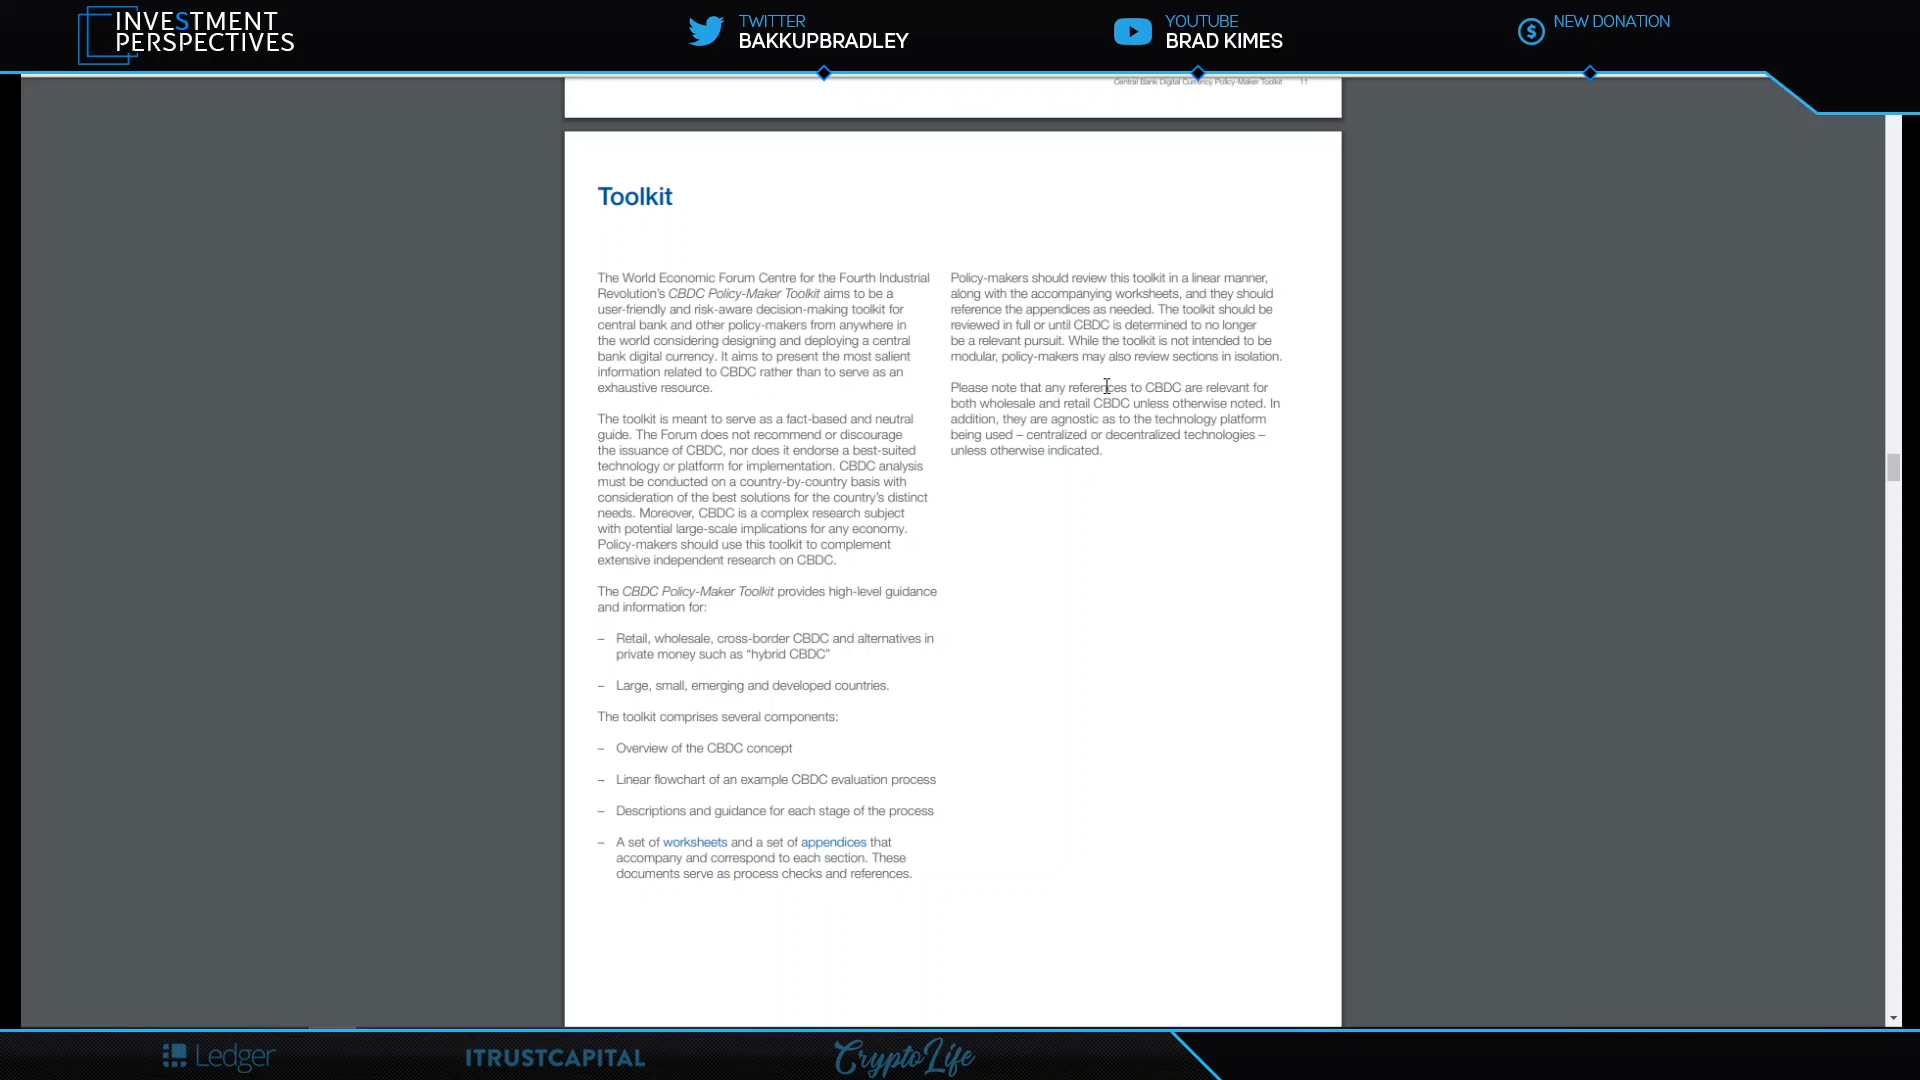 INVESTMENT
PERSPECTIVES
TWITTER
BAKKUPBRADLEY
YOUTUBE
BRAD KIMES
NEW DONATION
Central Bank Digital Currency Policy-Maker Toolkit 11
Toolkit
The World Economic Forum Centre for the Fourth Industrial
Revolution's CBDC Policy-Maker Toolkit aims to be a
user-friendly and risk-aware decision-making toolkit for
central bank and other policy-makers from anywhere in
the world considering designing and deploying a central
bank digital currency. It aims to present the most salient
information related to CBDC rather than to serve as an
exhaustive resource.
The toolkit is meant to serve as a fact-based and neutral
guide. The Forum does not recommend or discourage
the issuance of CBDC, nor does it endorse a best-suited
technology or platform for implementation. CBDC analysis
must be conducted on a country-by-country basis with
consideration of the best solutions for the country's distinct
needs. Moreover, CBDC is a complex research subject
with potential large-scale implications for any economy.
Policy-makers should use this toolkit to complement
extensive independent research on CBDC.
The CBDC Policy-Maker Toolkit provides high-level guidance
and information for:
– Retail, wholesale, cross-border CBDC and alternatives in
private money such as “hybrid CBDC”
– Large, small, emerging and developed countries.
The toolkit comprises several components:
– Overview of the CBDC concept
– Linear flowchart of an example CBDC evaluation process
– Descriptions and guidance for each stage of the process
– A set of worksheets and a set of appendices that
accompany and correspond to each section. These
documents serve as process checks and references.
Policy-makers should review this toolkit in a linear manner,
along with the accompanying worksheets, and they should
reference the appendices as needed. The toolkit should be
reviewed in full or until CBDC is determined to no longer
be a relevant pursuit. While the toolkit is not intended to be
modular, policy-makers may also review sections in isolation.
Please note that any references to CBDC are relevant for
both wholesale and retail CBDC unless otherwise noted. In
addition, they are agnostic as to the technology platform
being used – centralized or decentralized technologies –
unless otherwise indicated.
Ledger
ITRUSTCAPITAL
CryptoLife